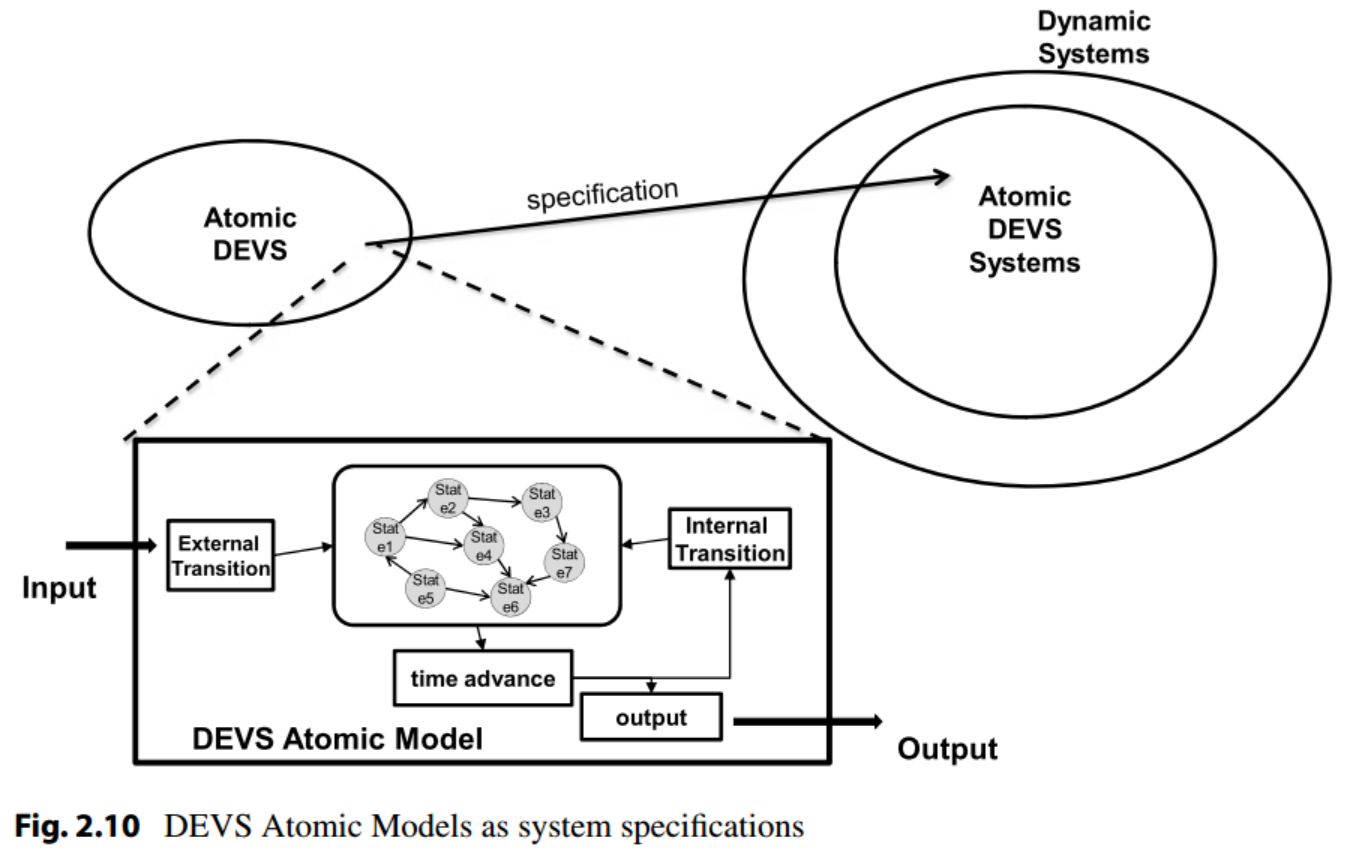 Dynamic
Systems
specification
Atomic
DEVS
Atomic
DEVS
Systems
Input
External
Transition
Stat
e1
Stat
e2
Stat
e3
Stat
e4
Stat
e5
Stat
e6
Stat
e7
Internal
Transition
time advance
output
DEVS Atomic Model
Output
Fig. 2.10 DEVS Atomic Models as system specifications